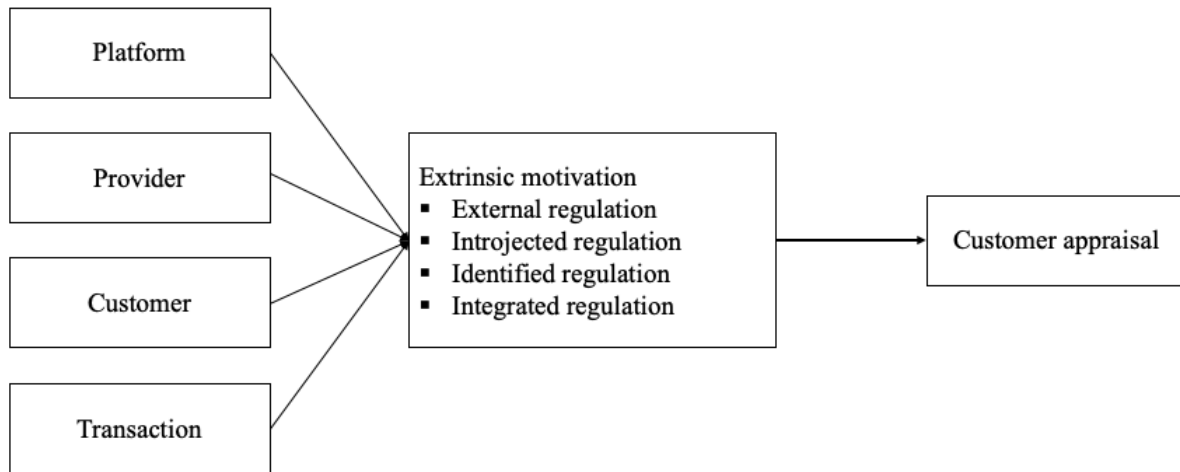 Platform
Provider
Customer
Transaction
Extrinsic motivation
▪ External regulation
▪ Introjected regulation
▪ Identified regulation
▪ Integrated regulation
Customer appraisal